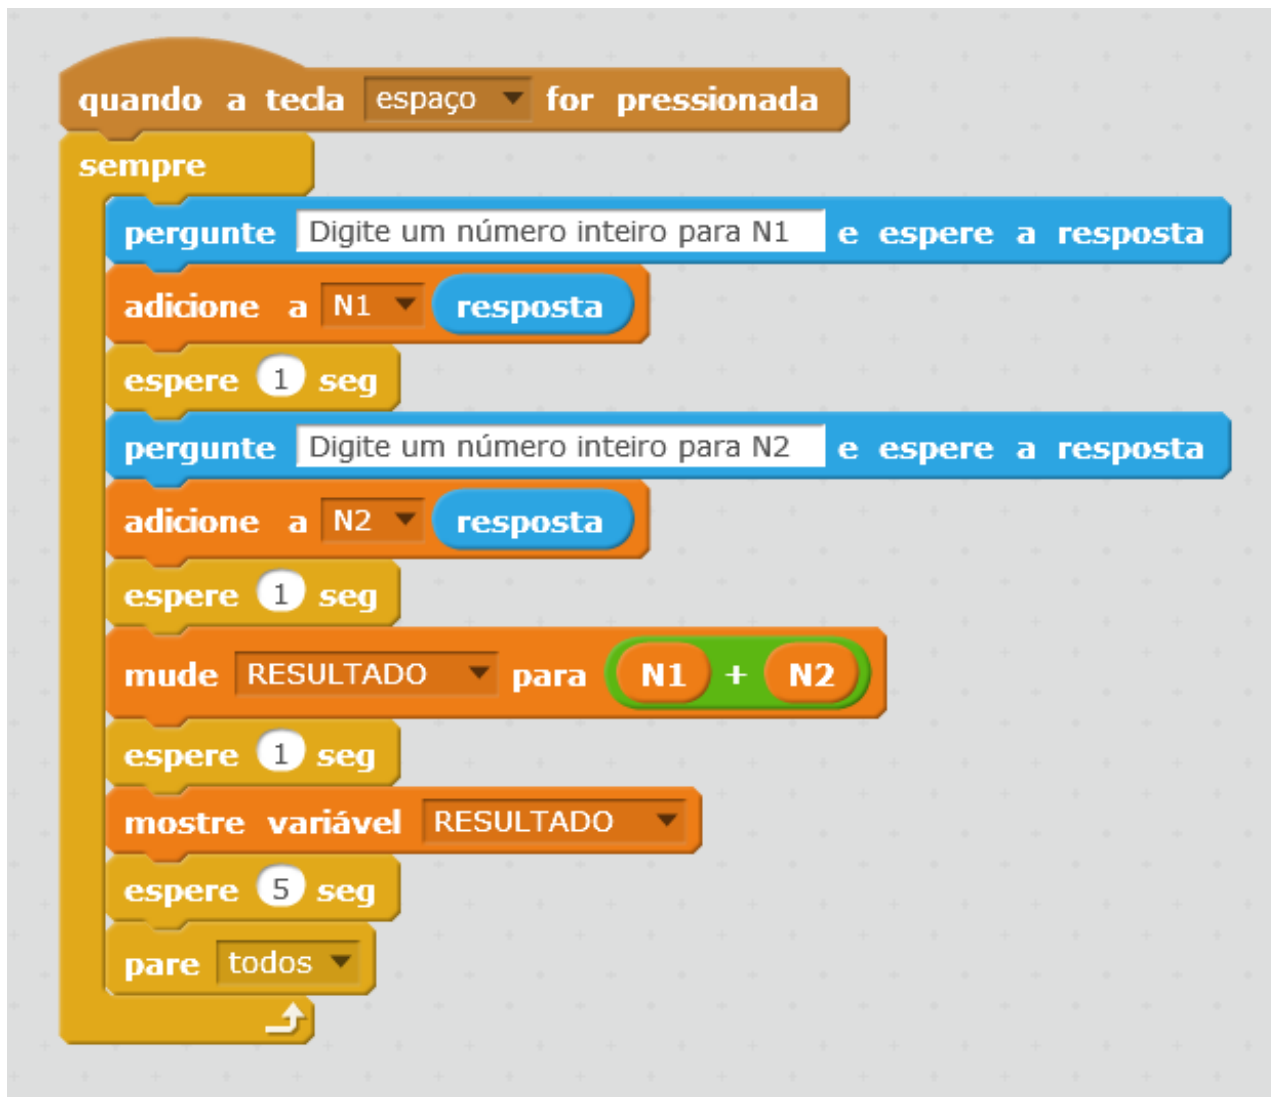 quando a tecla espaço for pressionada
sempre
pergunte Digite um número inteiro para N1 e espere a resposta
adicione a N1 resposta
espere 1 seg
pergunte Digite um número inteiro para N2 e espere a resposta
adicione a N2 resposta
espere 1 seg
mude RESULTADO para N1 + N2
espere 1 seg
mostre variável RESULTADO
espere 5 seg
pare todos